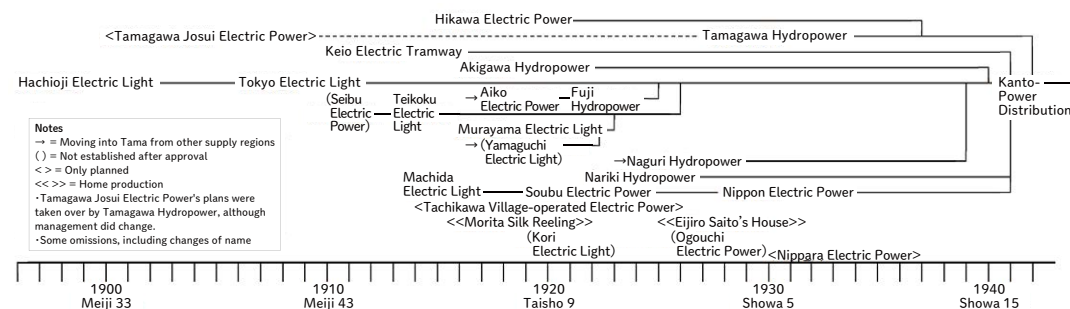 Hikawa Electric Power
<Tamagawa Josui Electric Power>
Tamagawa Hydropower
Keio Electric Tramway
Akigawa Hydropower
Hachioji Electric Light
Tokyo Electric Light
Kanto-
Power
Distribution
(Seibu
Electric
Power)
Teikoku
Electric
Light
→Aiko
Electric Power
Fuji
Hydropower
Murayama Electric Light
→(Yamaguchi
Electric Light)
→Naguri Hydropower
Notes
→ = Moving into Tama from other supply regions
( ) = Not established after approval
< > = Only planned
<< >> = Home production
・Tamagawa Josui Electric Power's plans were
taken over by Tamagawa Hydropower, although
management did change.
・Some omissions, including changes of name
Machida
Electric Light
Nariki Hydropower
Soubu Electric Power
Nippon Electric Power
<Tachikawa Village-operated Electric Power>
<<Morita Silk Reeling>>
<<Eijiro Saito's House>>
(Kori
Electric Light)
(Ogouchi
Electric Power)
<Nippara Electric Power>
1900
Meiji 33
1910
Meiji 43
1920
Taisho 9
1930
Showa 5
1940
Showa 15